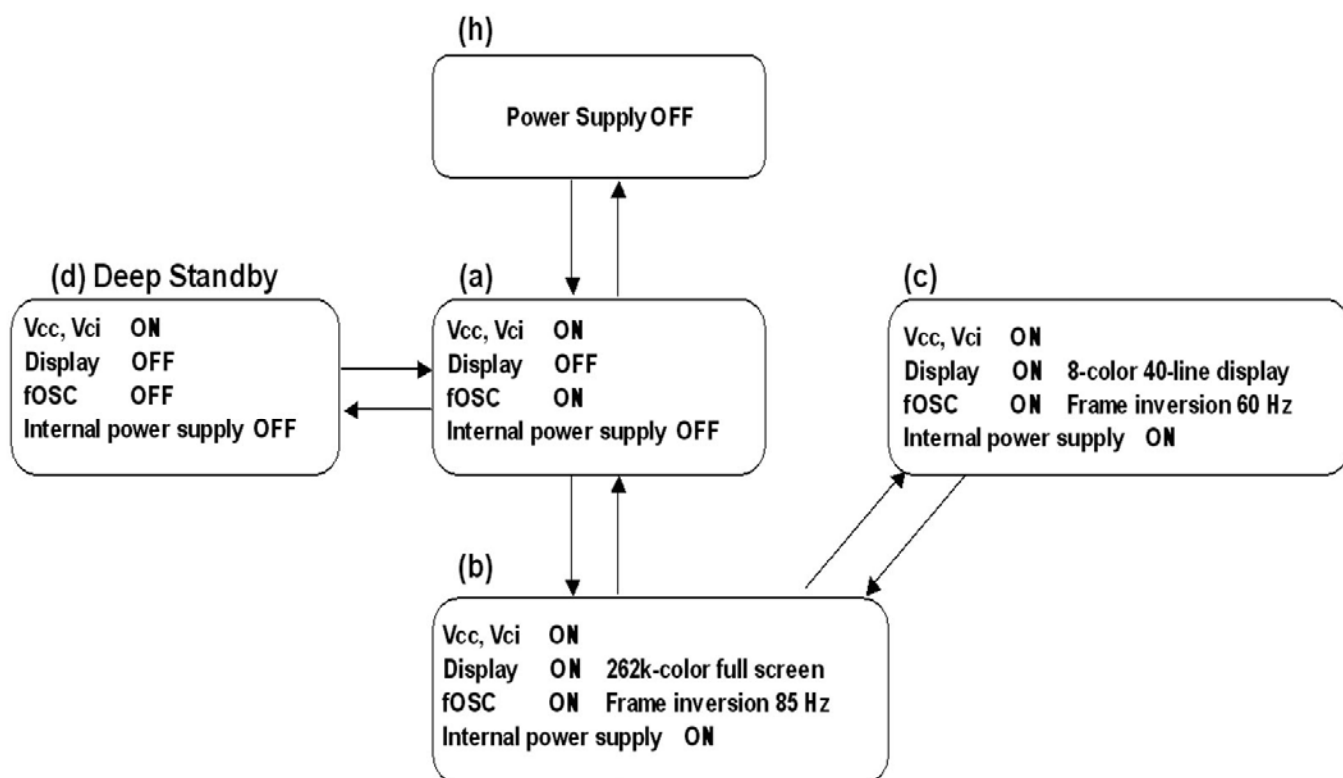 (h)
Power Supply OFF
(d) Deep Standby
Vcc, Vci ON
Display OFF
fOSC OFF
Internal power supply OFF
(a)
Vcc, Vci ON
Display OFF
fOSC ON
Internal power supply OFF
(c)
Vcc, Vci ON
Display ON 8-color 40-line display
fOSC ON Frame inversion 60 Hz
Internal power supply ON
(b)
Vcc, Vci ON
Display ON 262k-color full screen
fOSC ON Frame inversion 85 Hz
Internal power supply ON